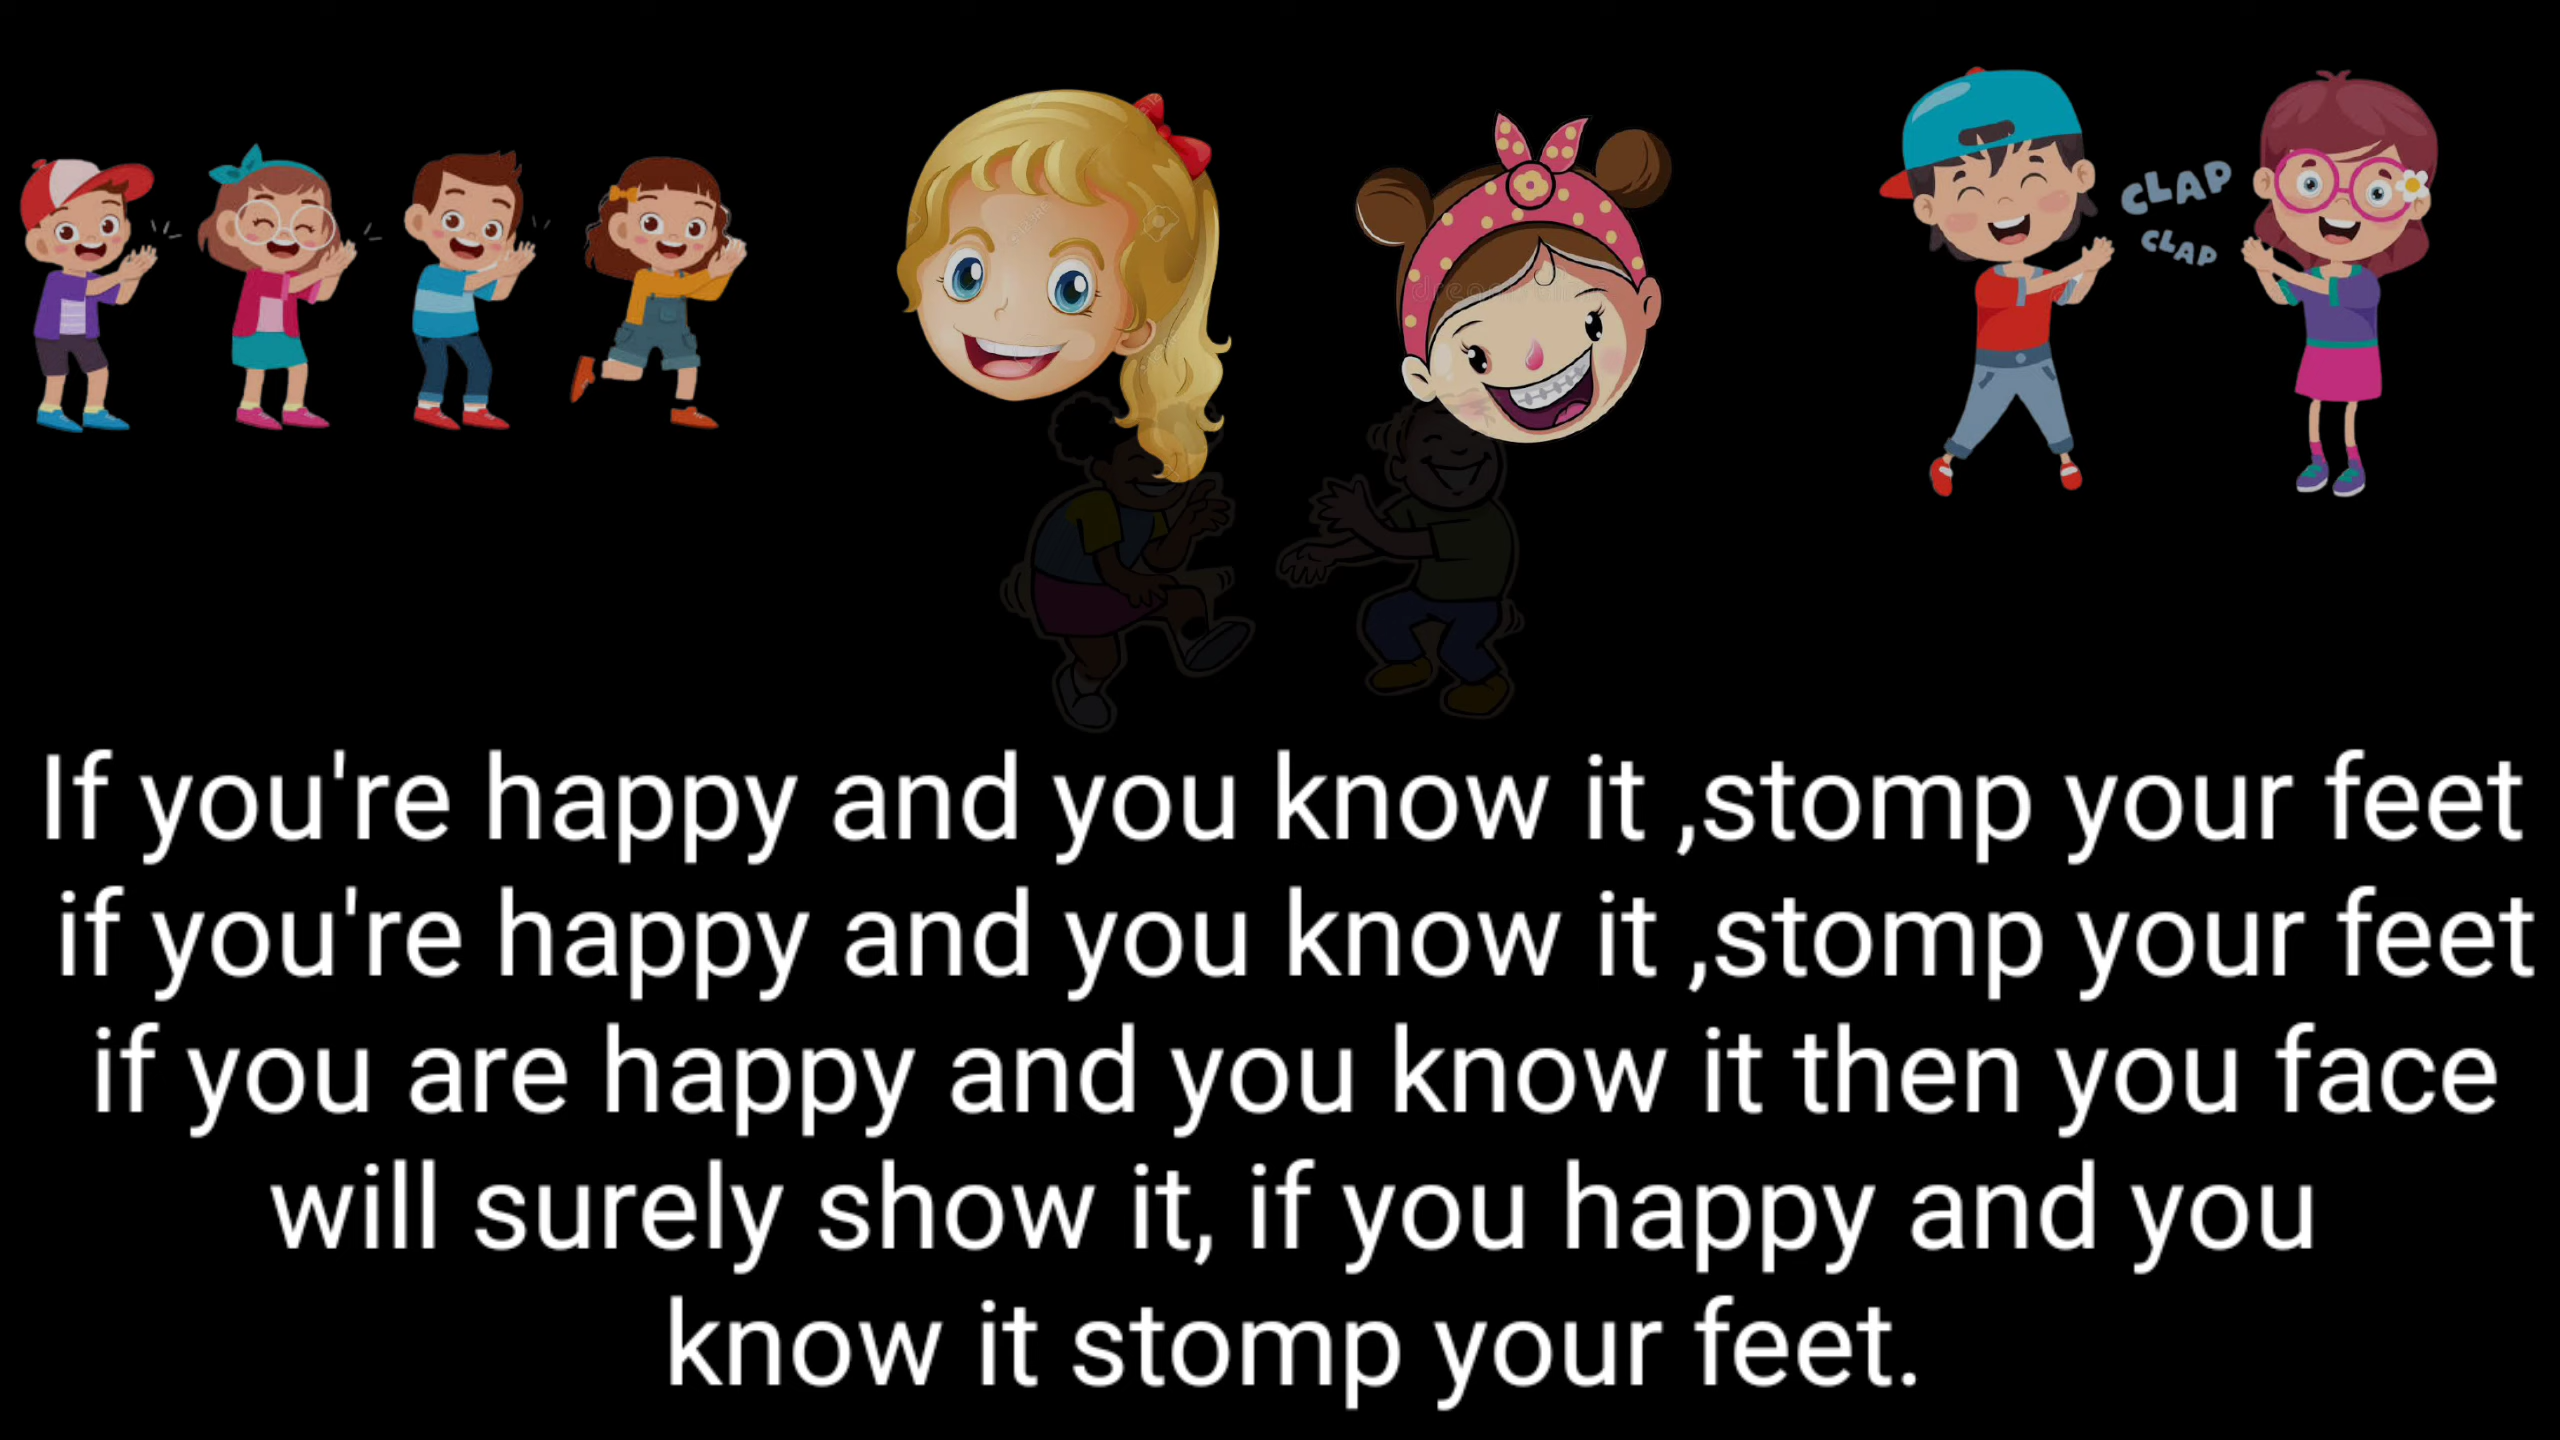 CLAP
CLAP
If you're happy and you know it ,stomp your feet
if you're happy and you know it ,stomp your feet
if you are happy and you know it then you face
will surely show it, if you happy and you
know it stomp your feet.